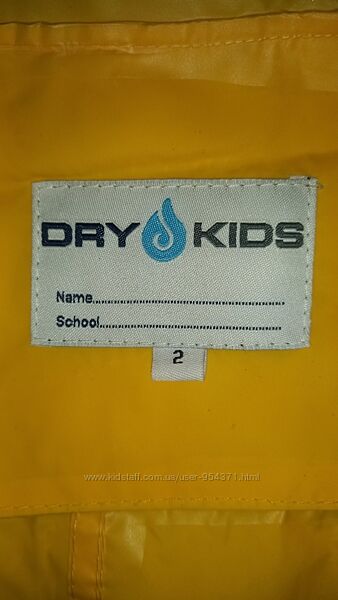 DRY KIDS
Name............................................................
School..........................................................
2
www.kidstaff.com.ua/user-954371.html